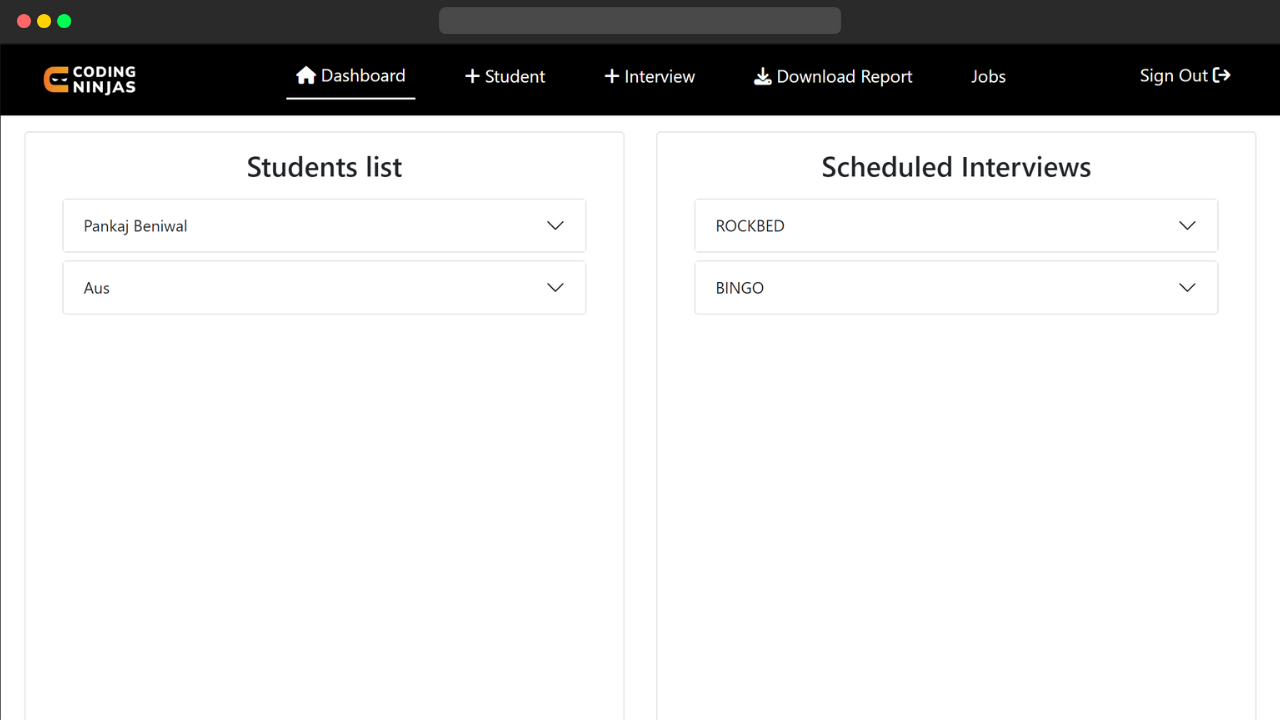 CODING
NINJAS
Dashboard
+ Student
+ Interview
Download Report
Jobs
Sign Out
Students list
Pankaj Beniwal
Aus
Scheduled Interviews
ROCKBED
BINGO